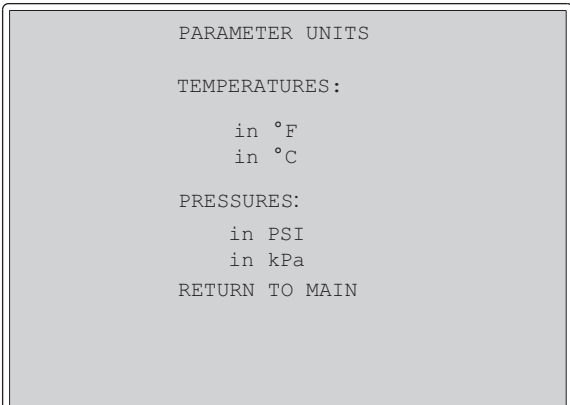 PARAMETER UNITS
TEMPERATURES:
in °F
in °C
PRESSURES:
in PSI
in kPa
RETURN TO MAIN